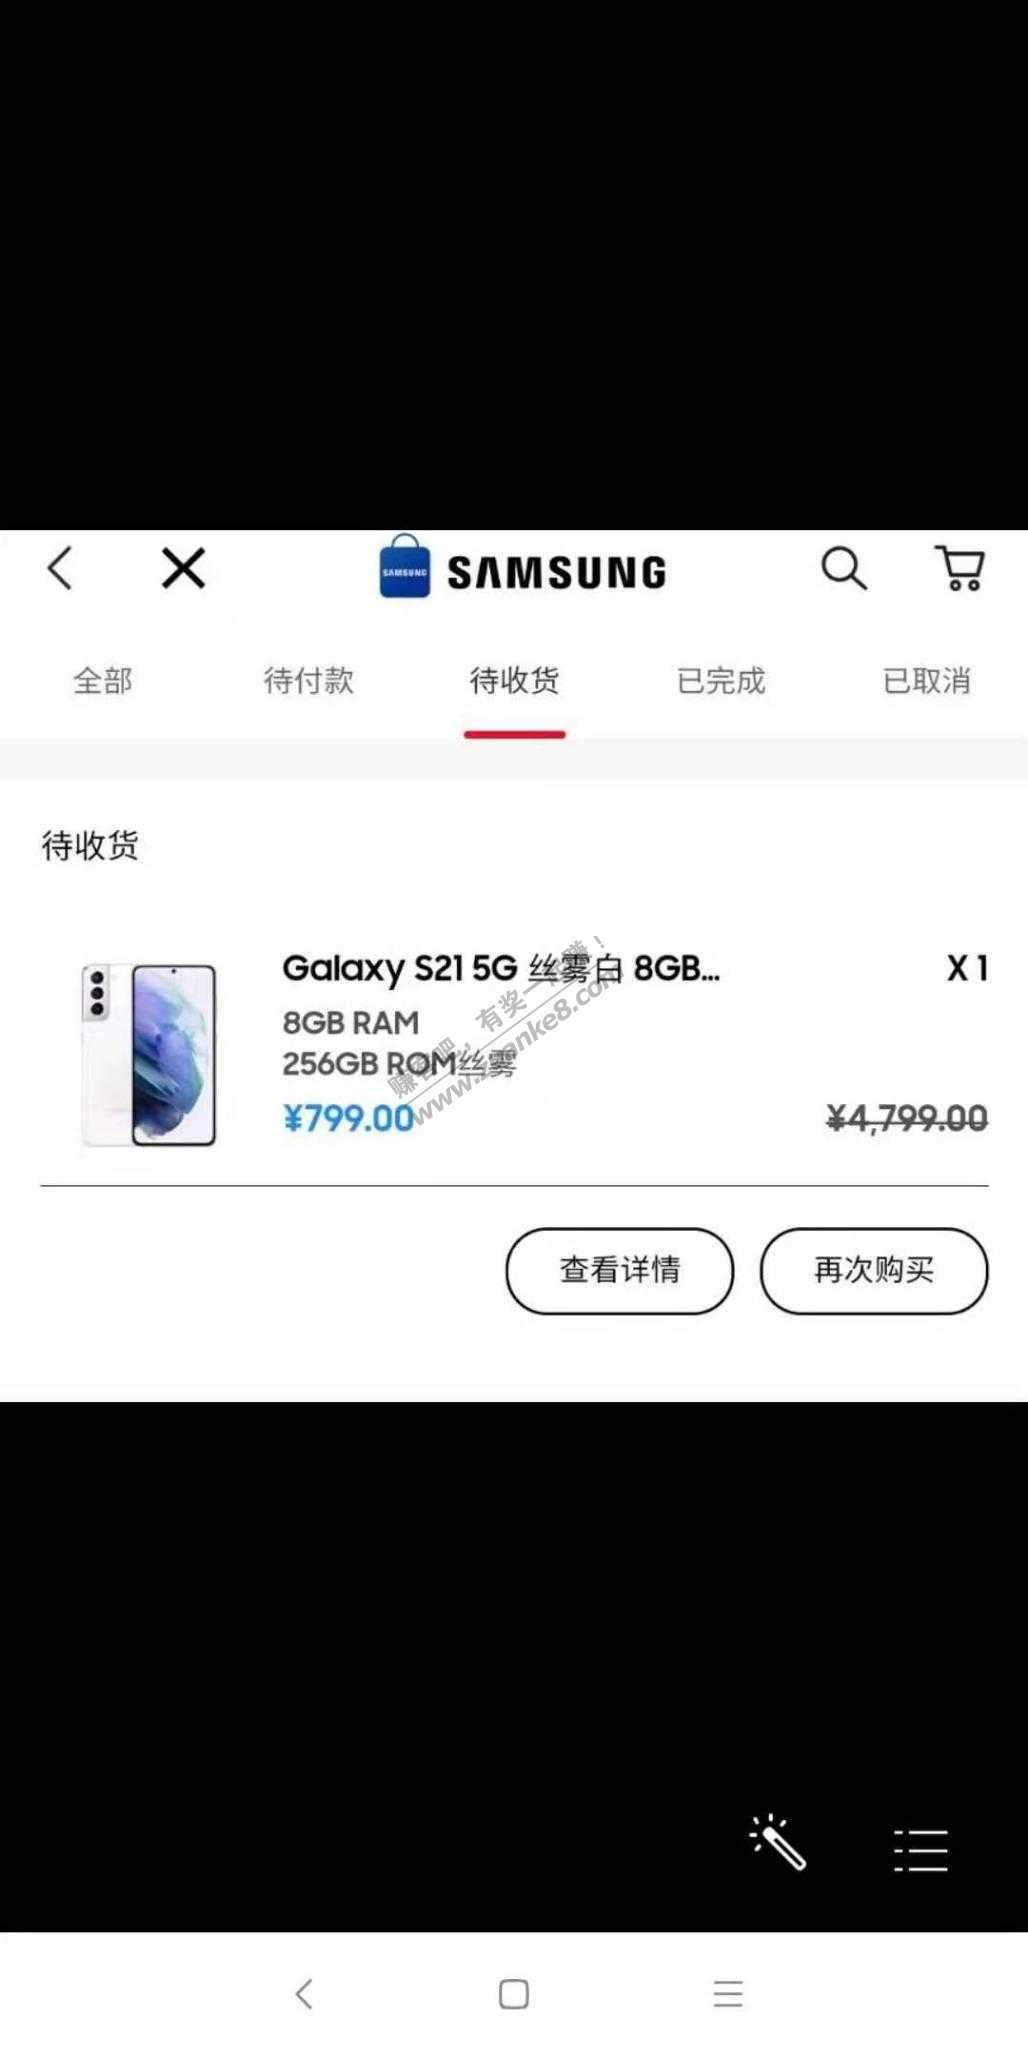 SAMSUNG SAMSUNG
全部 待付款 待收货 已完成 已取消
待收货
Galaxy S21 5G 丝雾白 8GB... X 1
8GB RAM
256GB ROM丝雾
¥799.00 ¥4,799.00
赚客吧，有奖一起赚！
www.zuanke8.com
查看详情 再次购买